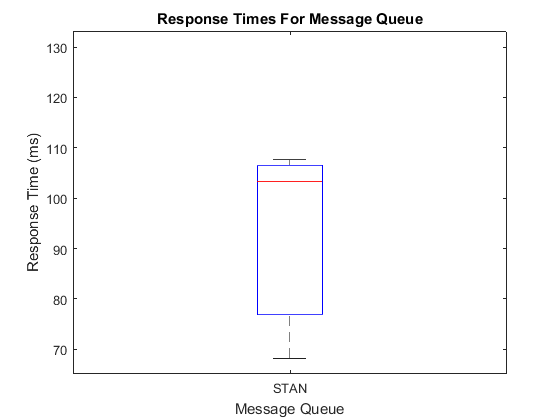 Response Times For Message Queue
Response Time (ms)
130
120
110
100
90
80
70
STAN
Message Queue